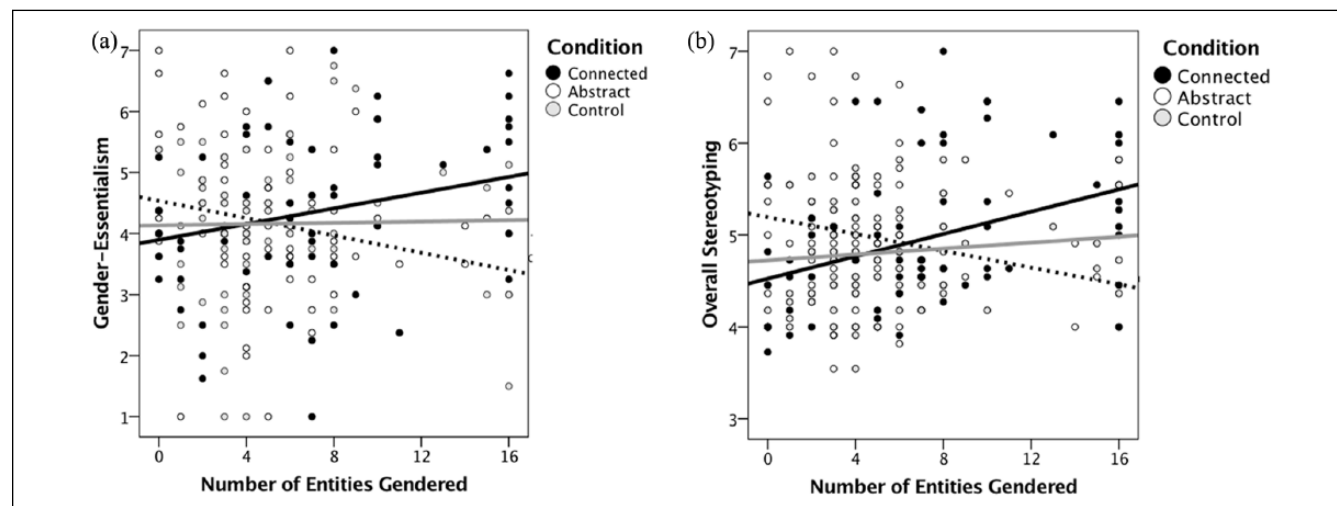 (a)
7
6
5
4
3
2
1
Gender-Essentialism
0 4 8 12 16
Number of Entities Gendered
Condition
Connected
Abstract
Control
(b)
7
6
5
4
3
Overall Stereotyping
0 4 8 12 16
Number of Entities Gendered
Condition
Connected
Abstract
Control